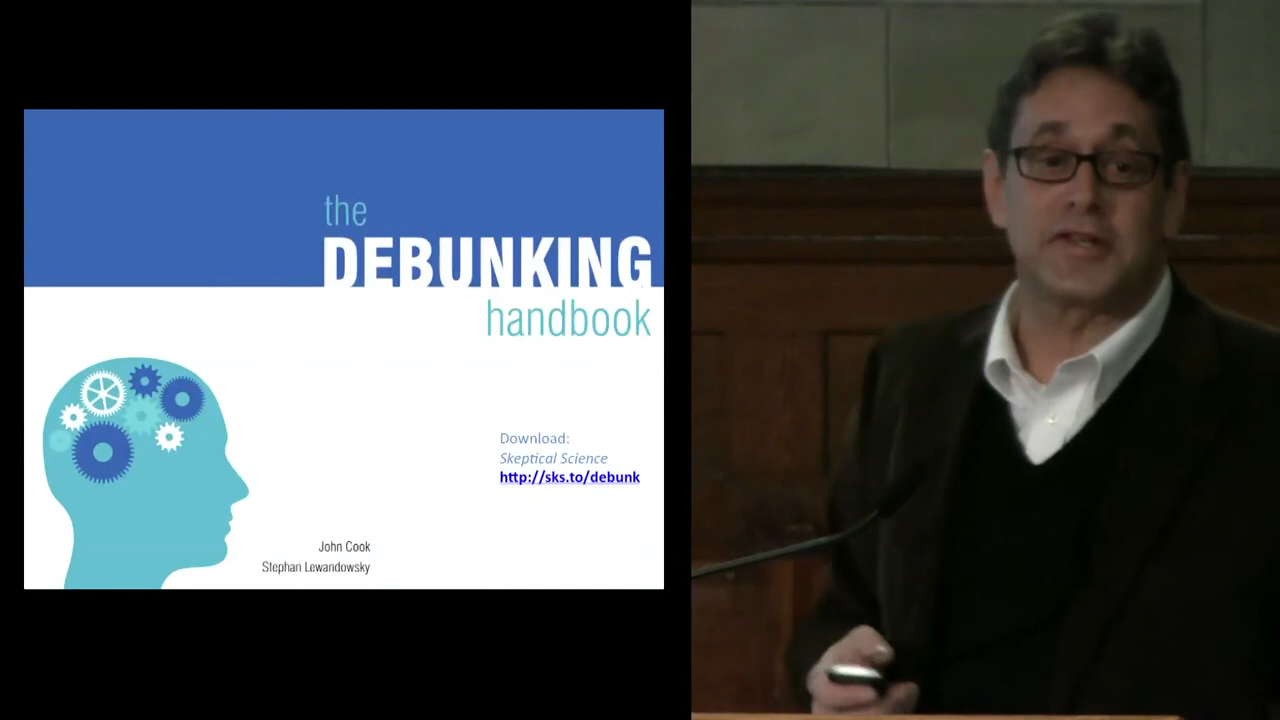 the
DEBUNKING
handbook
Download:
Skeptical Science
http://sks.to/debunk
John Cook
Stephan Lewandowsky